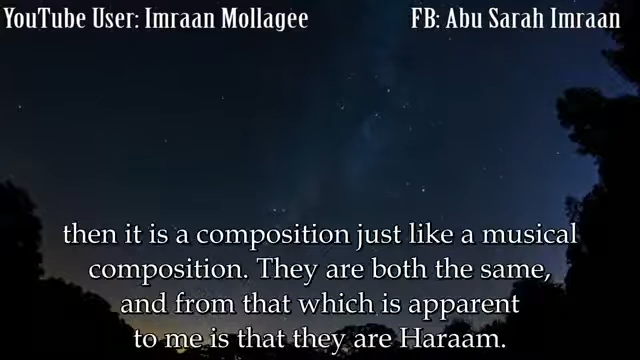 YouTube User: Imraan Mollagee FB: Abu Sarah Imraan
then it is a composition just like a musical
composition. They are both the same,
and from that which is apparent
to me is that they are Haraam.